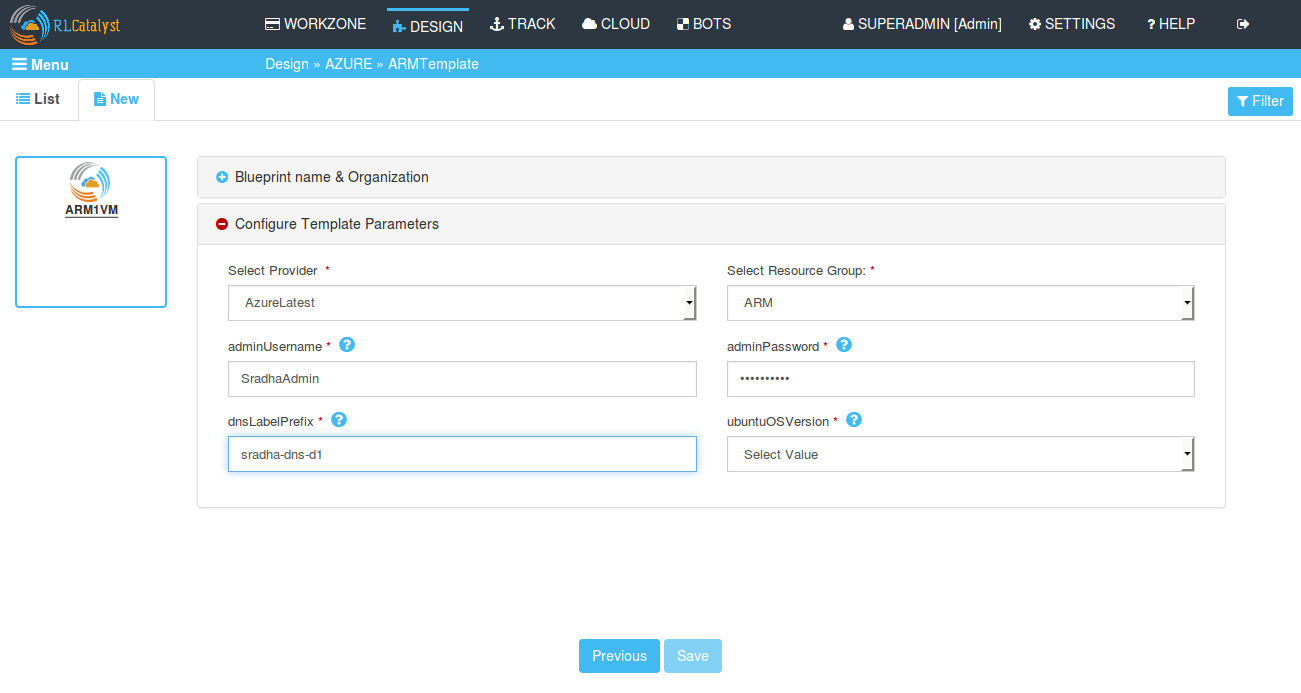 RLCatalyst WORKZONE DESIGN TRACK CLOUD BOTS SUPERADMIN [Admin] SETTINGS ? HELP
Menu Design » AZURE » ARMTemplate
List New Filter
ARM1VM
Blueprint name & Organization
Configure Template Parameters
Select Provider * Select Resource Group: *
AzureLatest ARM
adminUsername * ? adminPassword * ?
SradhaAdmin ••••••••••
dnsLabelPrefix * ? ubuntuOSVersion * ?
sradha-dns-d1 Select Value
Previous Save